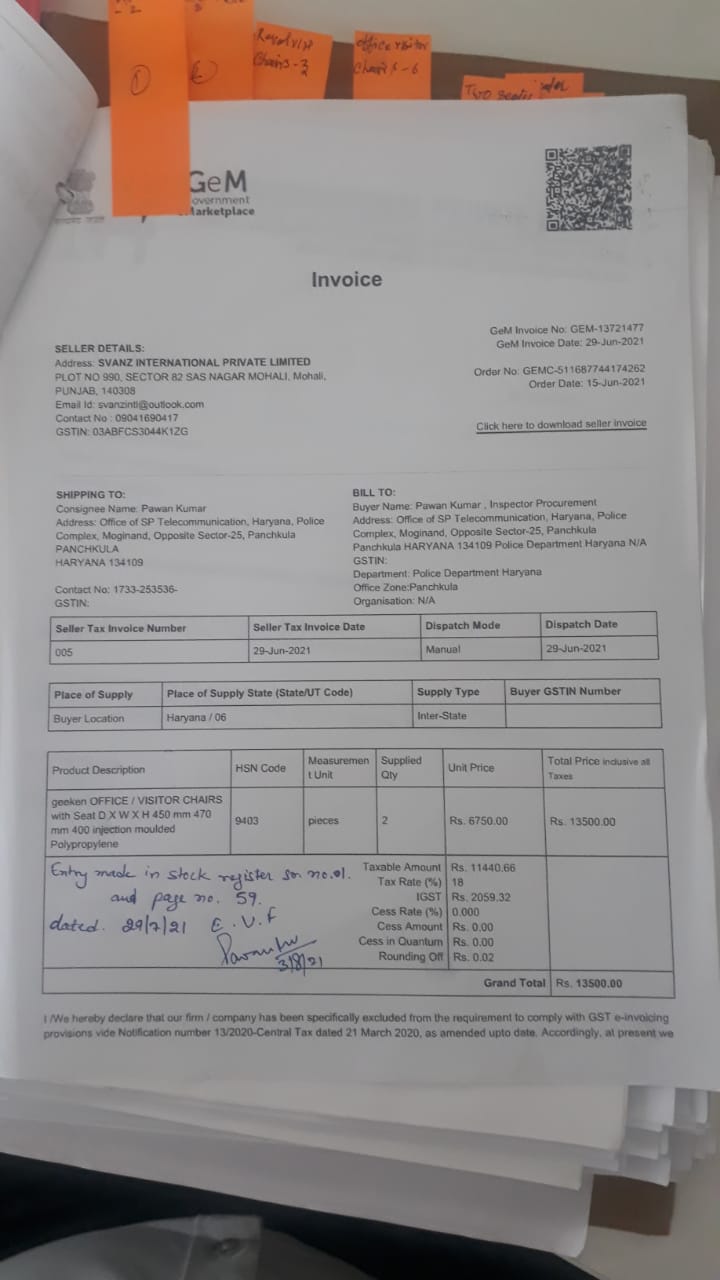 - 2
3
Revolving
Chairs - 3
office visitor
Chairs - 6
Two seater
1
2
GeM
overnment
Marketplace
Invoice
GeM Invoice No: GEM-13721477
GeM Invoice Date: 29-Jun-2021
Order No: GEMC-511687744174262
Order Date: 15-Jun-2021
Click here to download seller invoice
SELLER DETAILS:
Address: SVANZ INTERNATIONAL PRIVATE LIMITED
PLOT NO 990, SECTOR 82 SAS NAGAR MOHALI, Mohali,
PUNJAB, 140308
Email Id: svanzintl@outlook.com
Contact No : 09041690417
GSTIN: 03ABFCS3044K1ZG
SHIPPING TO:
Consignee Name: Pawan Kumar
Address: Office of SP Telecommunication, Haryana, Police
Complex, Moginand, Opposite Sector-25, Panchkula
PANCHKULA
HARYANA 134109
Contact No: 1733-253536-
GSTIN:
BILL TO:
Buyer Name: Pawan Kumar , Inspector Procurement
Address: Office of SP Telecommunication, Haryana, Police
Complex, Moginand, Opposite Sector-25, Panchkula
Panchkula HARYANA 134109 Police Department Haryana N/A
GSTIN:
Department: Police Department Haryana
Office Zone:Panchkula
Organisation: N/A
Seller Tax Invoice Number Seller Tax Invoice Date Dispatch Mode Dispatch Date
005 29-Jun-2021 Manual 29-Jun-2021
Place of Supply Place of Supply State (State/UT Code) Supply Type Buyer GSTIN Number
Buyer Location Haryana / 06 Inter-State
Product Description HSN Code Measuremen Supplied Unit Price Total Price inclusive all
t Unit Qty Taxes
geeken OFFICE / VISITOR CHAIRS
with Seat D X W X H 450 mm 470
mm 400 injection moulded
Polypropylene
9403 pieces 2 Rs. 6750.00 Rs. 13500.00
Entry made in stock register sr no. 01.
and page no. 59.
dated. 29/7/21 E.V.F
3/8/21
Taxable Amount Rs. 11440.66
Tax Rate (%) 18
IGST Rs. 2059.32
Cess Rate (%) 0.000
Cess Amount Rs. 0.00
Cess in Quantum Rs. 0.00
Rounding Off Rs. 0.02
Grand Total Rs. 13500.00
I /We hereby declare that our firm / company has been specifically excluded from the requirement to comply with GST e-invoicing
provisions vide Notification number 13/2020-Central Tax dated 21 March 2020, as amended upto date. Accordingly, at present we